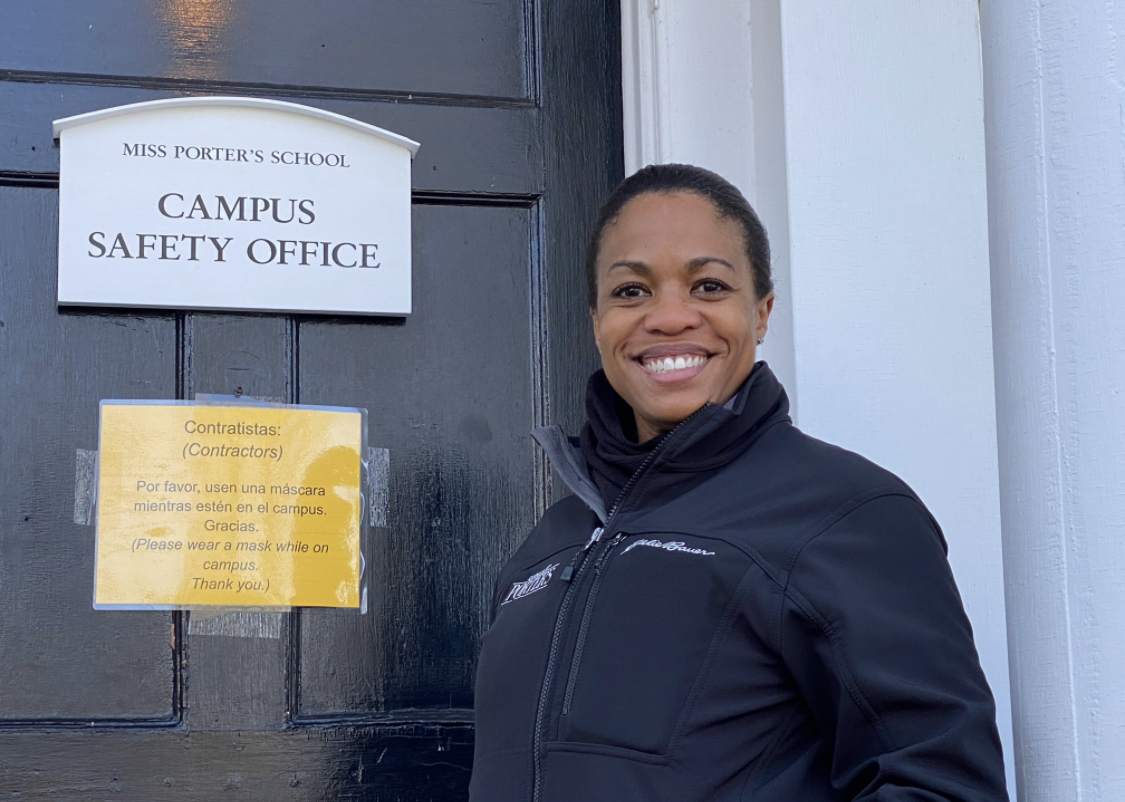 MISS PORTER'S SCHOOL
CAMPUS
SAFETY OFFICE
Contratistas:
(Contractors)
Por favor, usen una máscara
mientras estén en el campus.
Gracias.
(Please wear a mask while on
campus.
Thank you.)
Eddie Bauer
PORTER'S